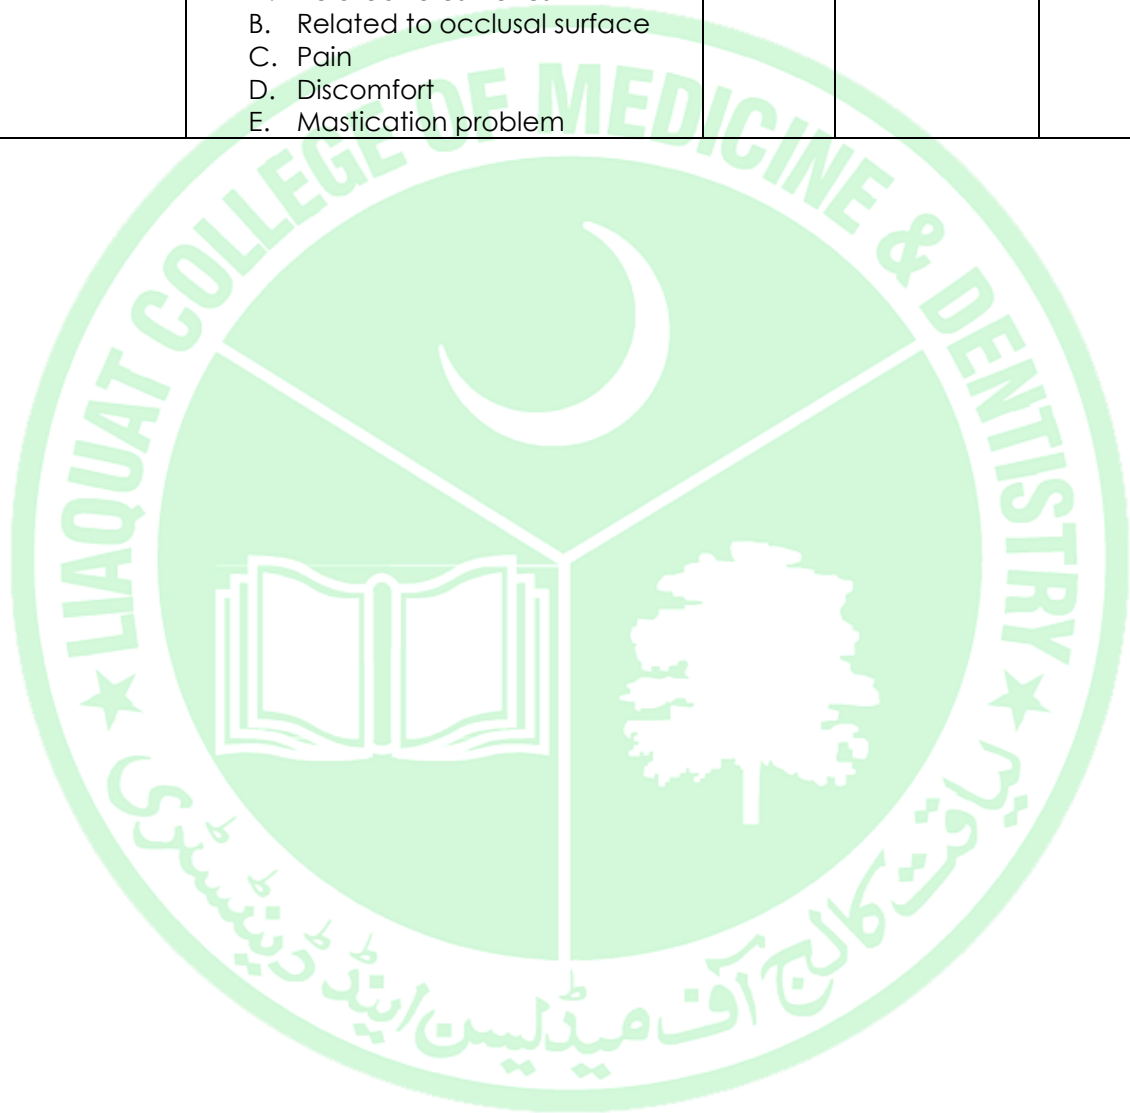 B. Related to occlusal surface
C. Pain
D. Discomfort
E. Mastication problem
LIAQUAT COLLEGE OF MEDICINE & DENTISTRY
لیاقت کالج آف میڈیسن اینڈ ڈینٹسٹری